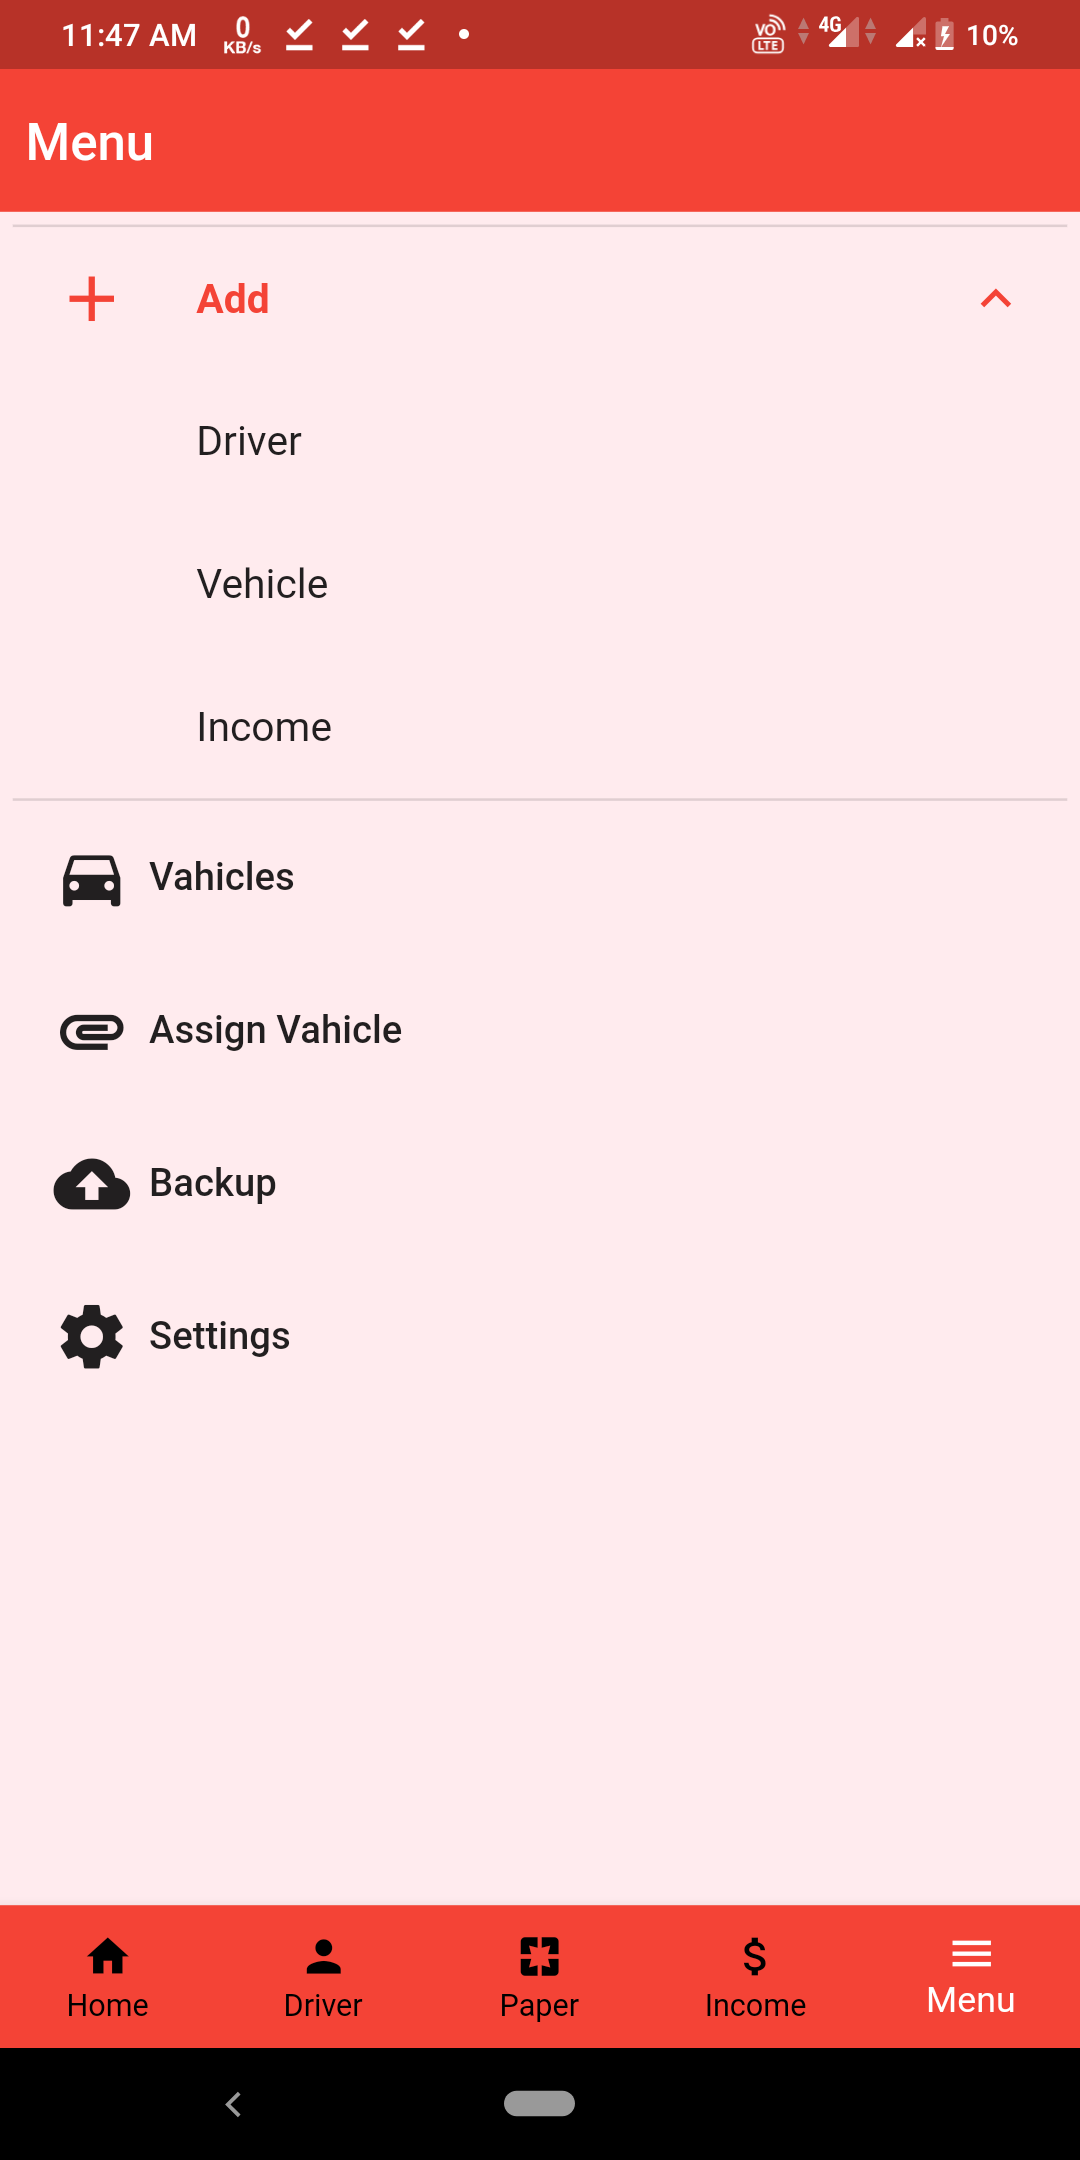 11:47 AM 0 KB/s VO LTE 4G 10%
Menu
Add
Driver
Vehicle
Income
Vahicles
Assign Vahicle
Backup
Settings
Home Driver Paper Income Menu